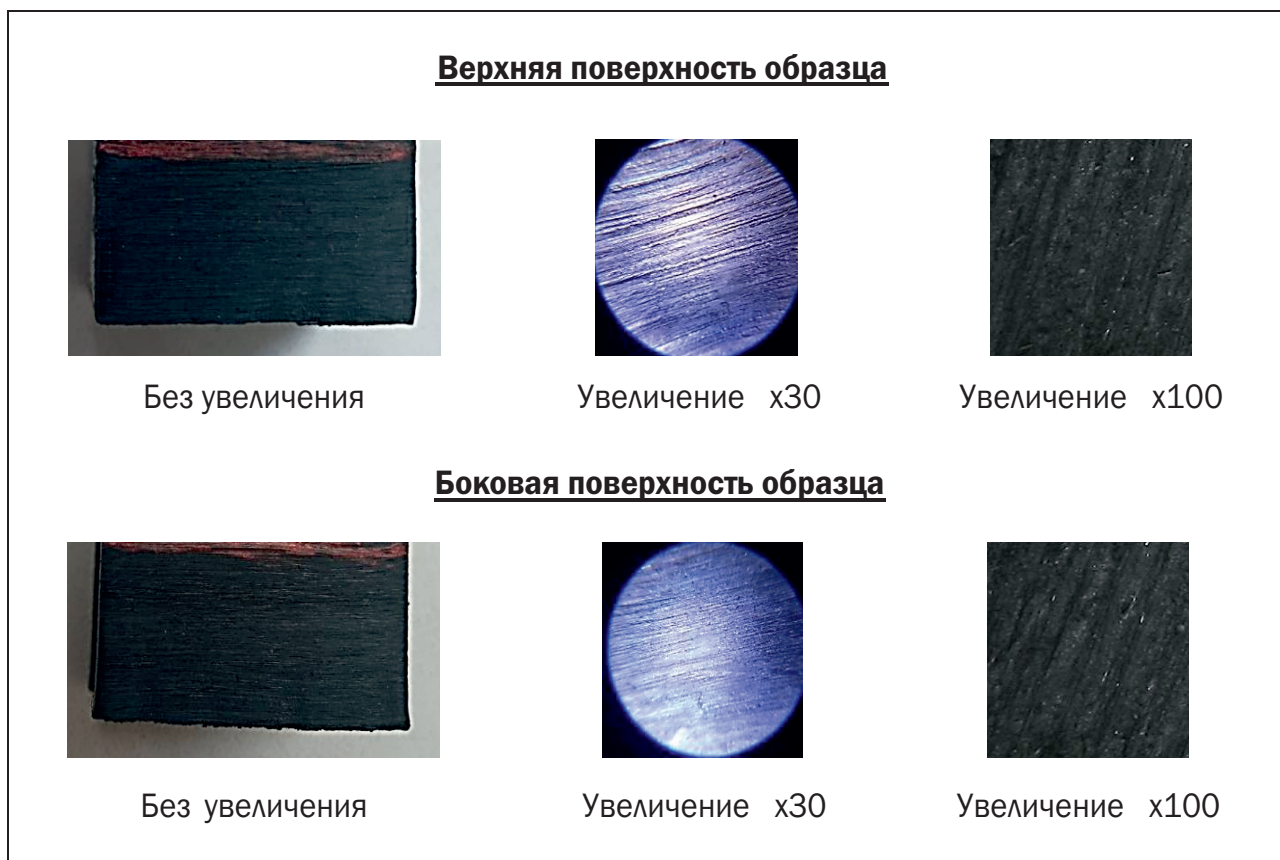 Верхняя поверхность образца
Без увеличения Увеличение х30 Увеличение х100
Боковая поверхность образца
Без увеличения Увеличение х30 Увеличение х100